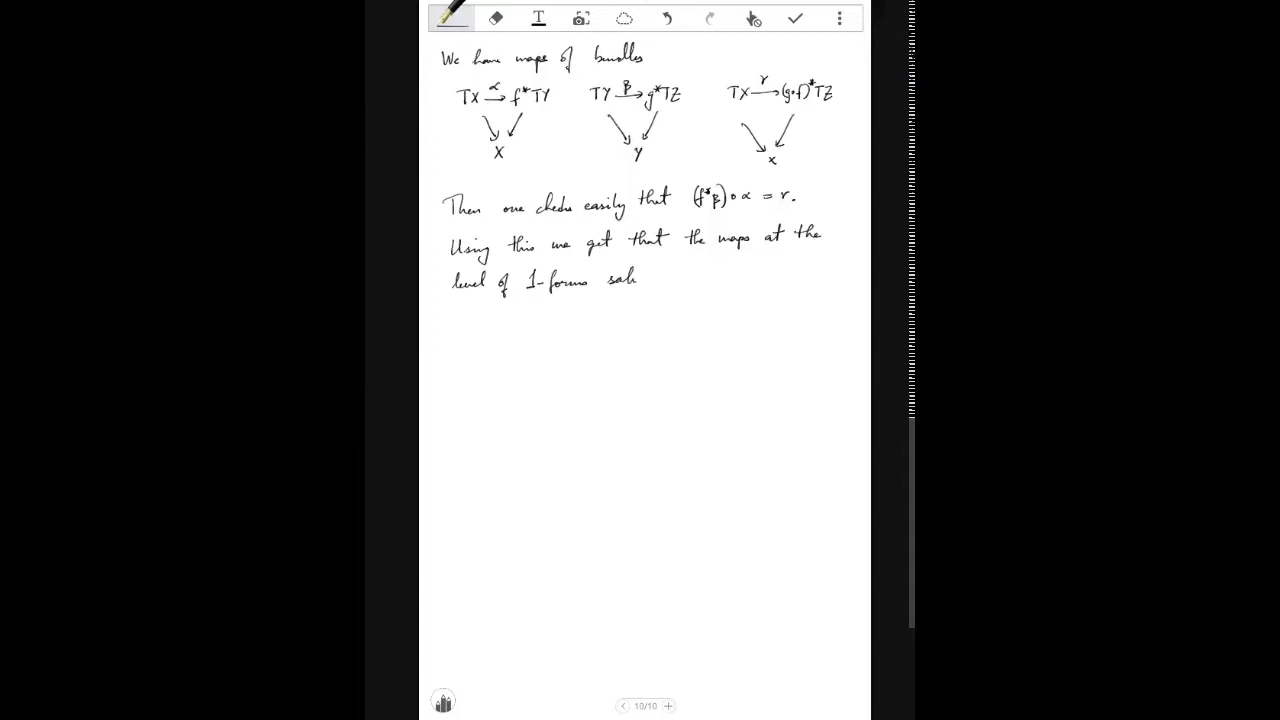 We have maps of bundles
TX α→ f*TY TY β→ g*TZ TX r→ (g∘f)*TZ
X Y X
Then one checks easily that (f*β)∘α = r.
Using this we get that the maps at the
level of 1-forms sah
10/10